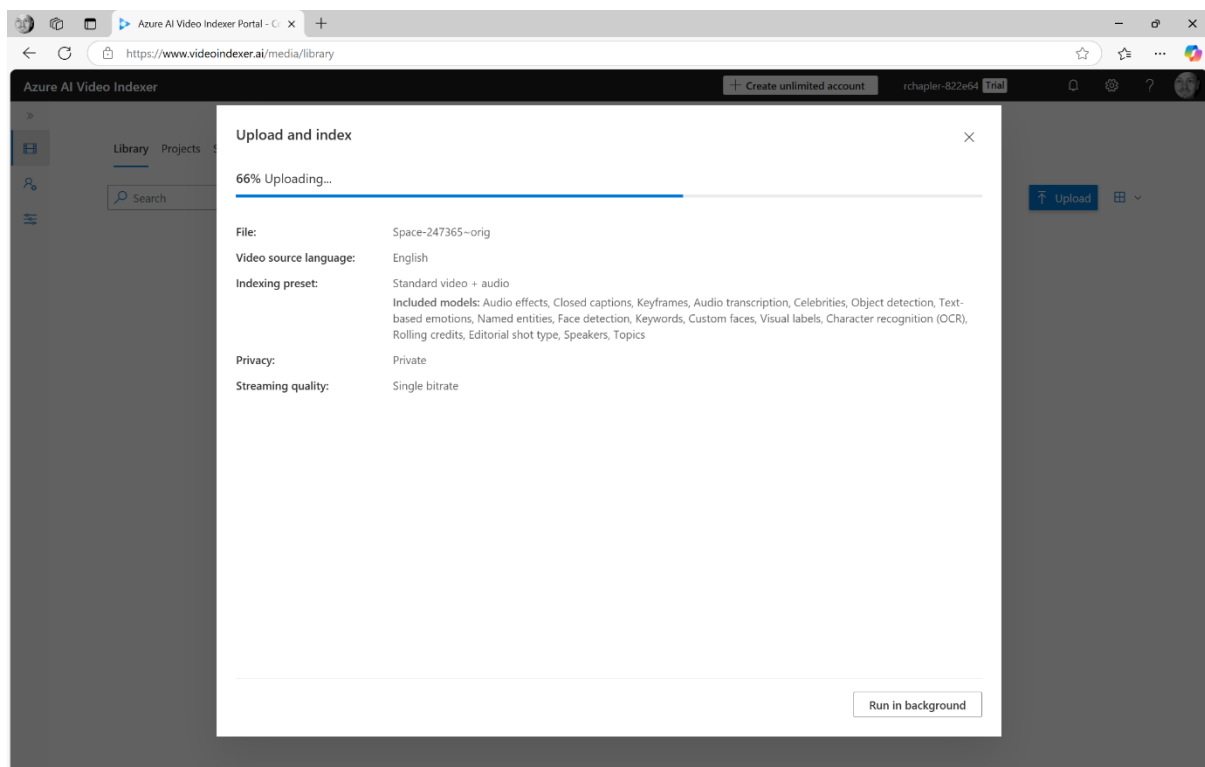 Azure AI Video Indexer Portal - C
https://www.videoindexer.ai/media/library
Azure AI Video Indexer
+ Create unlimited account
rchapler-822e64 Trial
Library Projects S
Search
Upload
Upload and index
66% Uploading...
File: Space-247365~orig
Video source language: English
Indexing preset: Standard video + audio
Included models: Audio effects, Closed captions, Keyframes, Audio transcription, Celebrities, Object detection, Text-
based emotions, Named entities, Face detection, Keywords, Custom faces, Visual labels, Character recognition (OCR),
Rolling credits, Editorial shot type, Speakers, Topics
Privacy: Private
Streaming quality: Single bitrate
Run in background